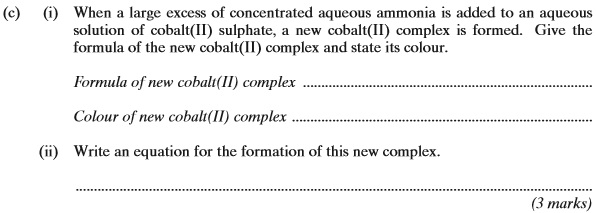 (c) (i) When a large excess of concentrated aqueous ammonia is added to an aqueous
solution of cobalt(II) sulphate, a new cobalt(II) complex is formed. Give the
formula of the new cobalt(II) complex and state its colour.
Formula of new cobalt(II) complex ................................................................................
Colour of new cobalt(II) complex ...................................................................................
(ii) Write an equation for the formation of this new complex.
................................................................................................................................................
(3 marks)